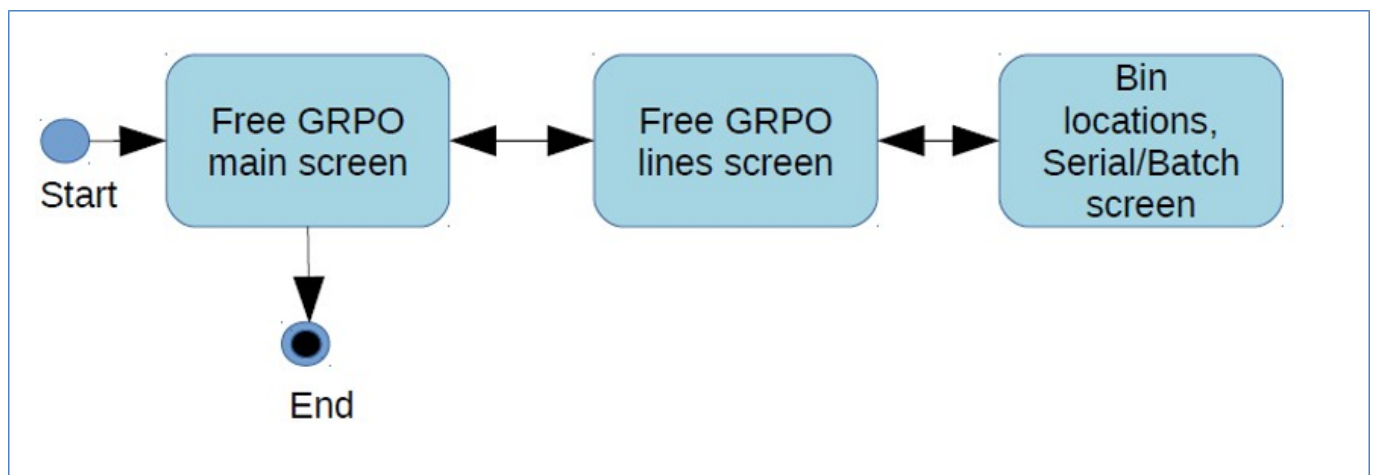 Start
Free GRPO
main screen
Free GRPO
lines screen
Bin
locations,
Serial/Batch
screen
End